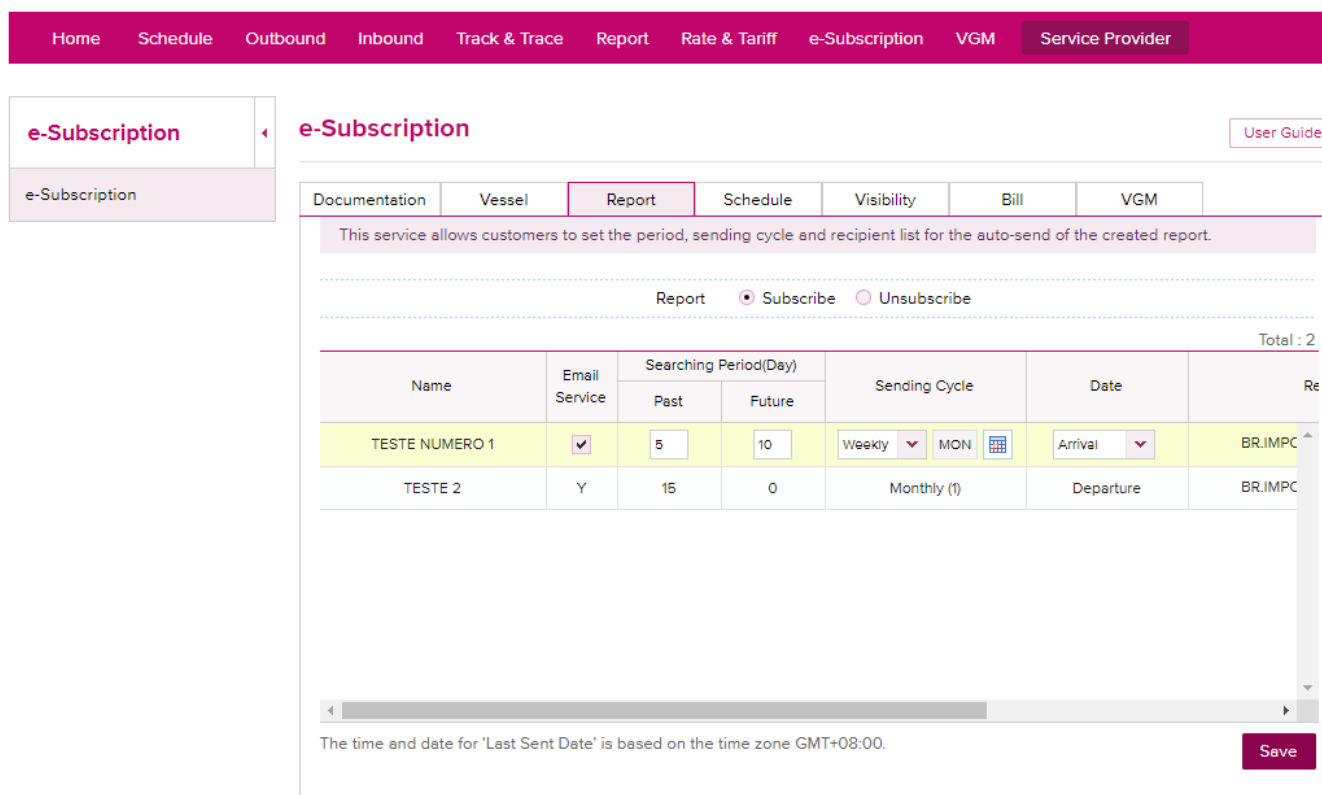 Home Schedule Outbound Inbound Track & Trace Report Rate & Tariff e-Subscription VGM Service Provider
e-Subscription
e-Subscription
e-Subscription
User Guide
Documentation Vessel Report Schedule Visibility Bill VGM
This service allows customers to set the period, sending cycle and recipient list for the auto-send of the created report.
Report Subscribe Unsubscribe
Total : 2
Name Email Service Searching Period(Day) Sending Cycle Date Re
Past Future
TESTE NUMERO 1 5 10 Weekly MON Arrival BR.IMPC
TESTE 2 Y 15 0 Monthly (1) Departure BR.IMPC
The time and date for 'Last Sent Date' is based on the time zone GMT+08:00.
Save